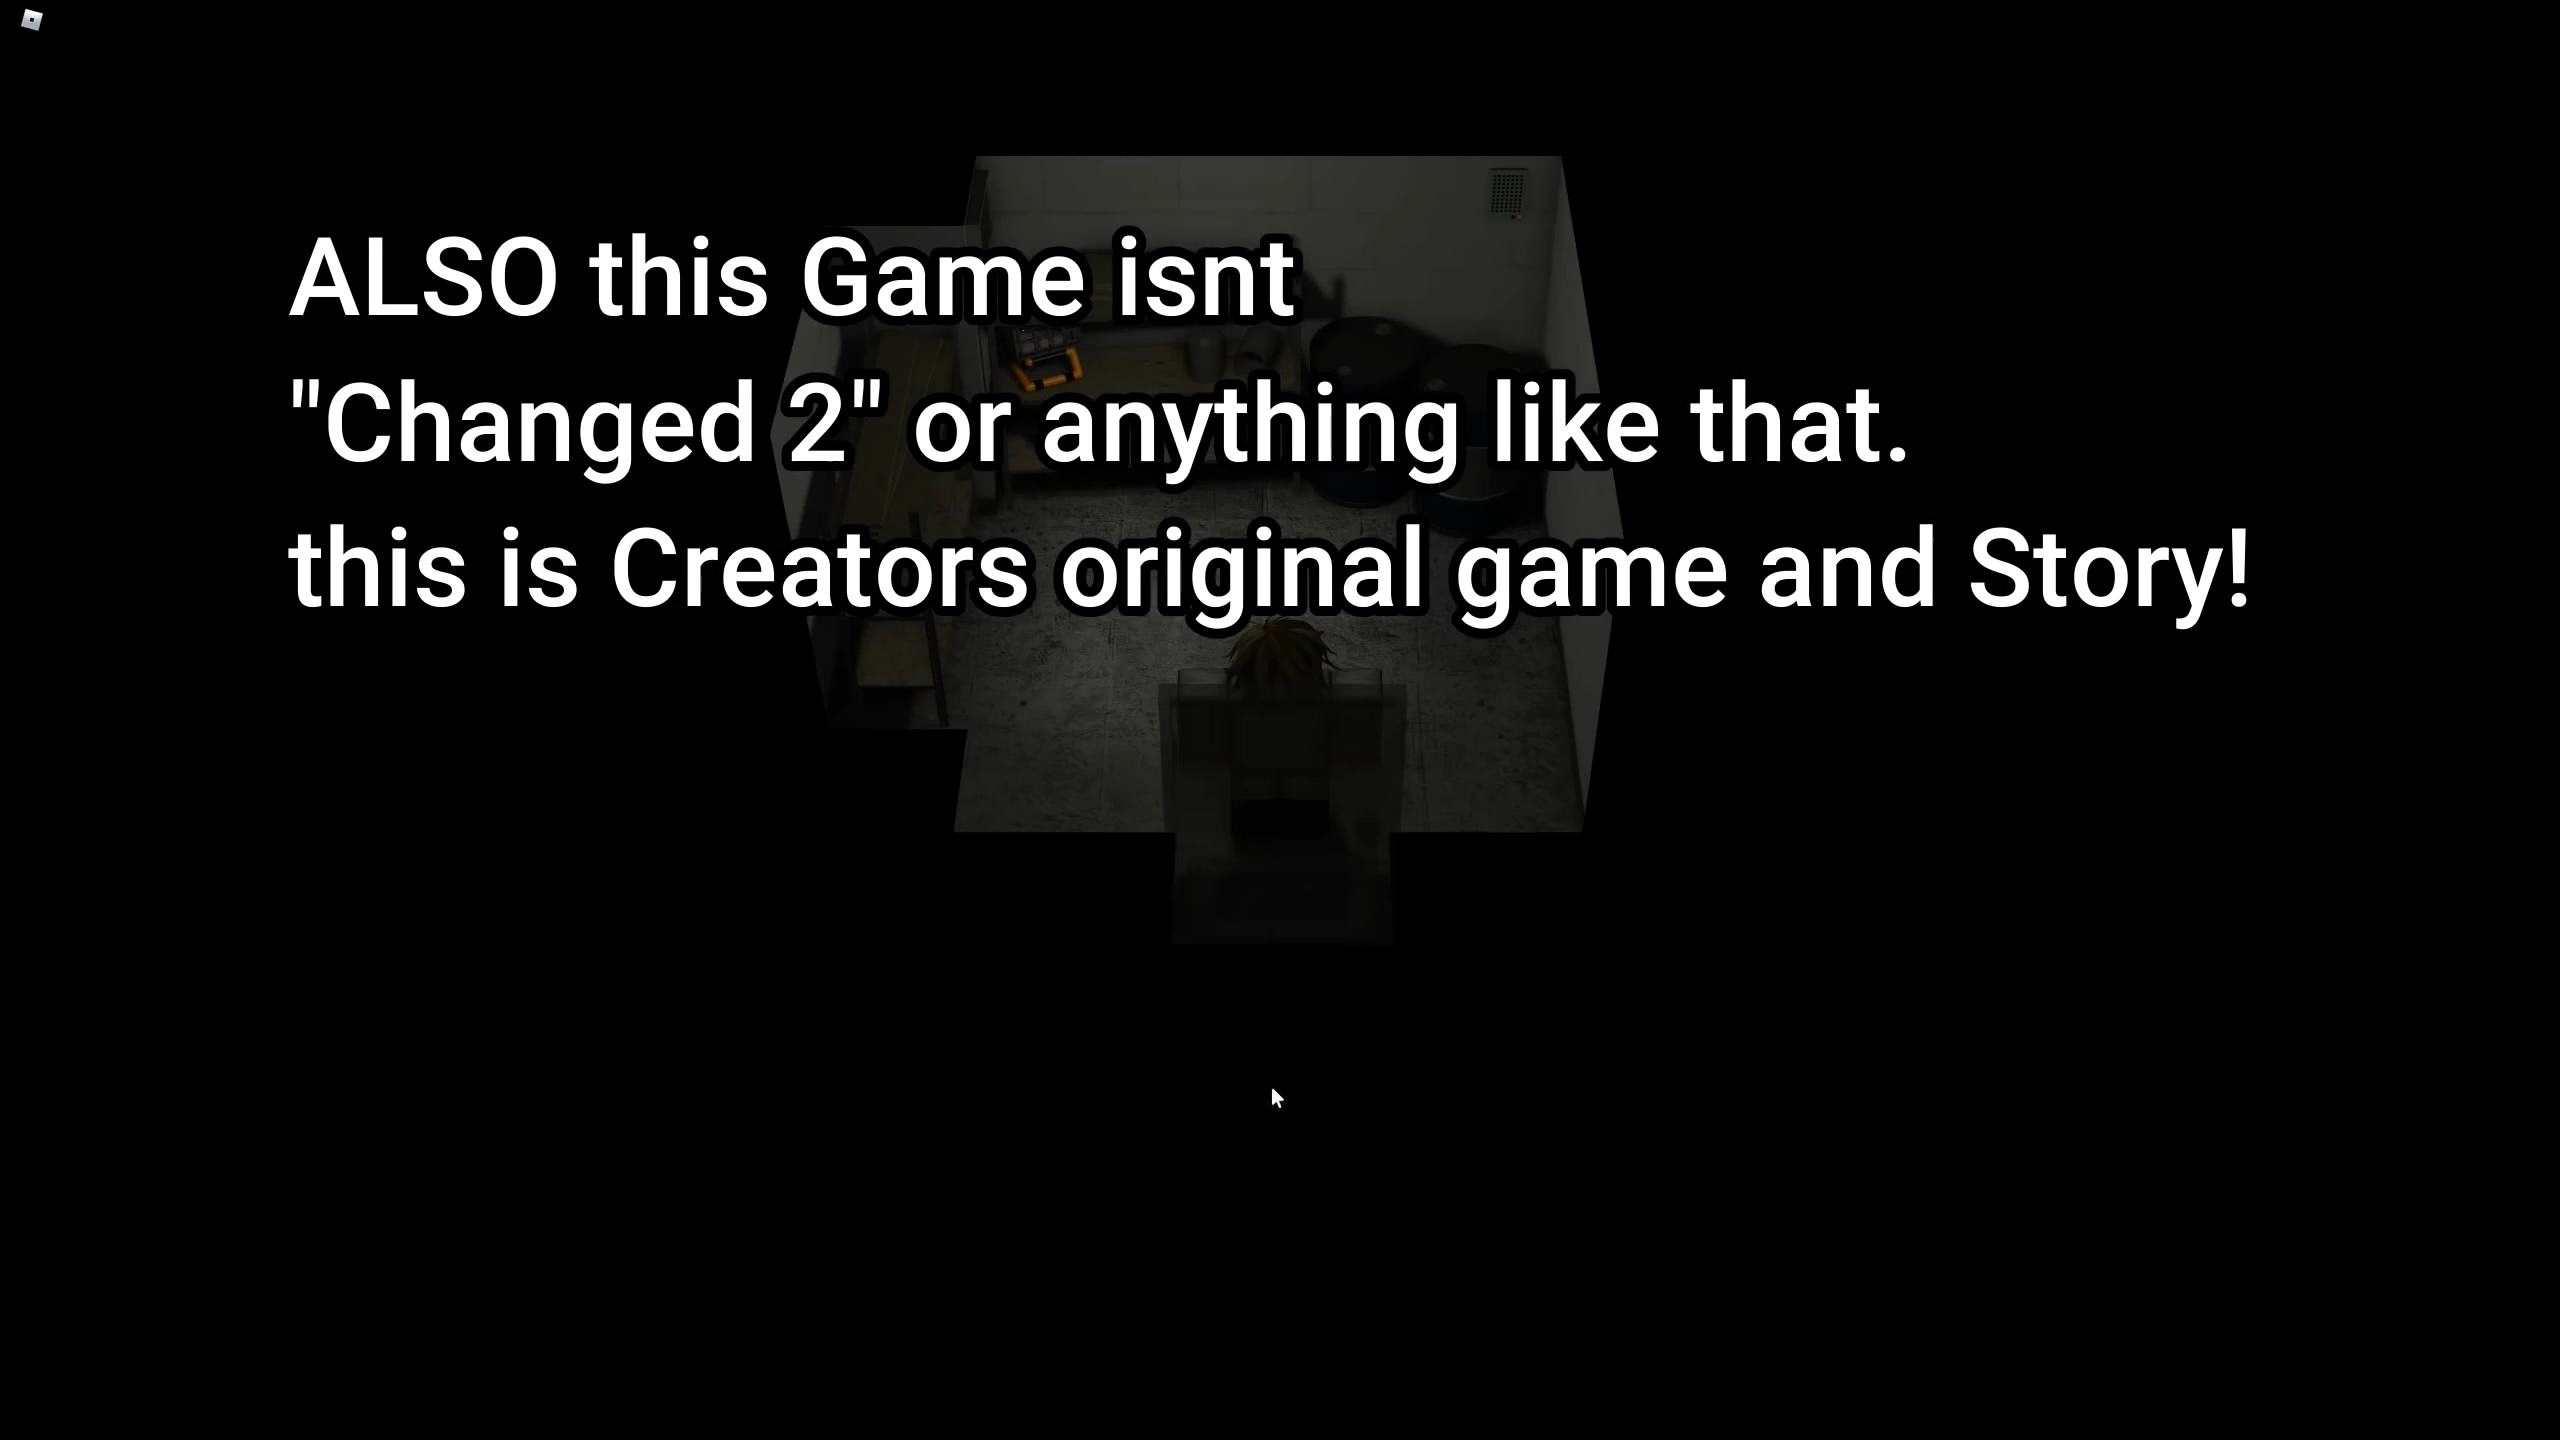 ALSO this Game isnt
"Changed 2" or anything like that.
this is Creators original game and Story!